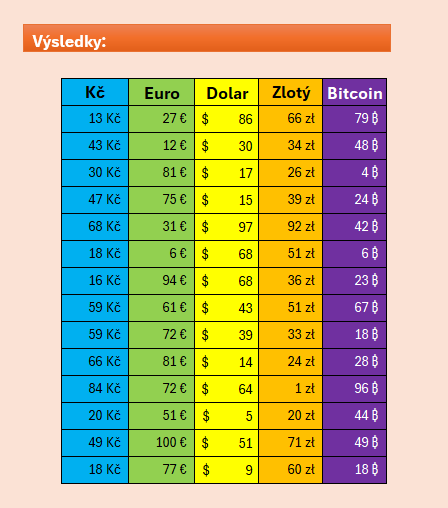 Výsledky:
Kč Euro Dolar Zlotý Bitcoin
13 Kč 27 € $ 86 66 zł 79 ₿
43 Kč 12 € $ 30 34 zł 48 ₿
30 Kč 81 € $ 17 26 zł 4 ₿
47 Kč 75 € $ 15 39 zł 24 ₿
68 Kč 31 € $ 97 92 zł 42 ₿
18 Kč 6 € $ 68 51 zł 6 ₿
16 Kč 94 € $ 68 36 zł 23 ₿
59 Kč 61 € $ 43 51 zł 67 ₿
59 Kč 72 € $ 39 33 zł 18 ₿
66 Kč 81 € $ 14 24 zł 28 ₿
84 Kč 72 € $ 64 1 zł 96 ₿
20 Kč 51 € $ 5 20 zł 44 ₿
49 Kč 100 € $ 51 71 zł 49 ₿
18 Kč 77 € $ 9 60 zł 18 ₿